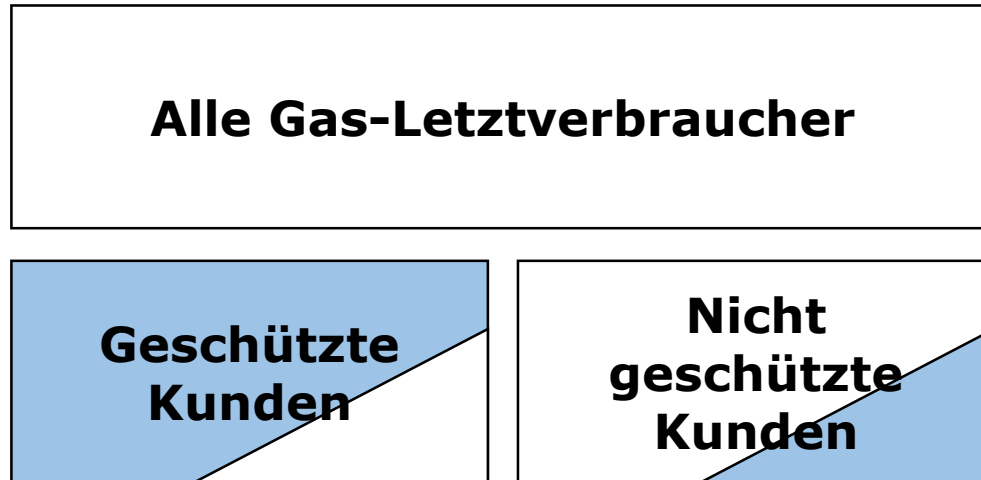 Alle Gas-Letztverbraucher
Geschützte
Kunden
Nicht
geschützte
Kunden